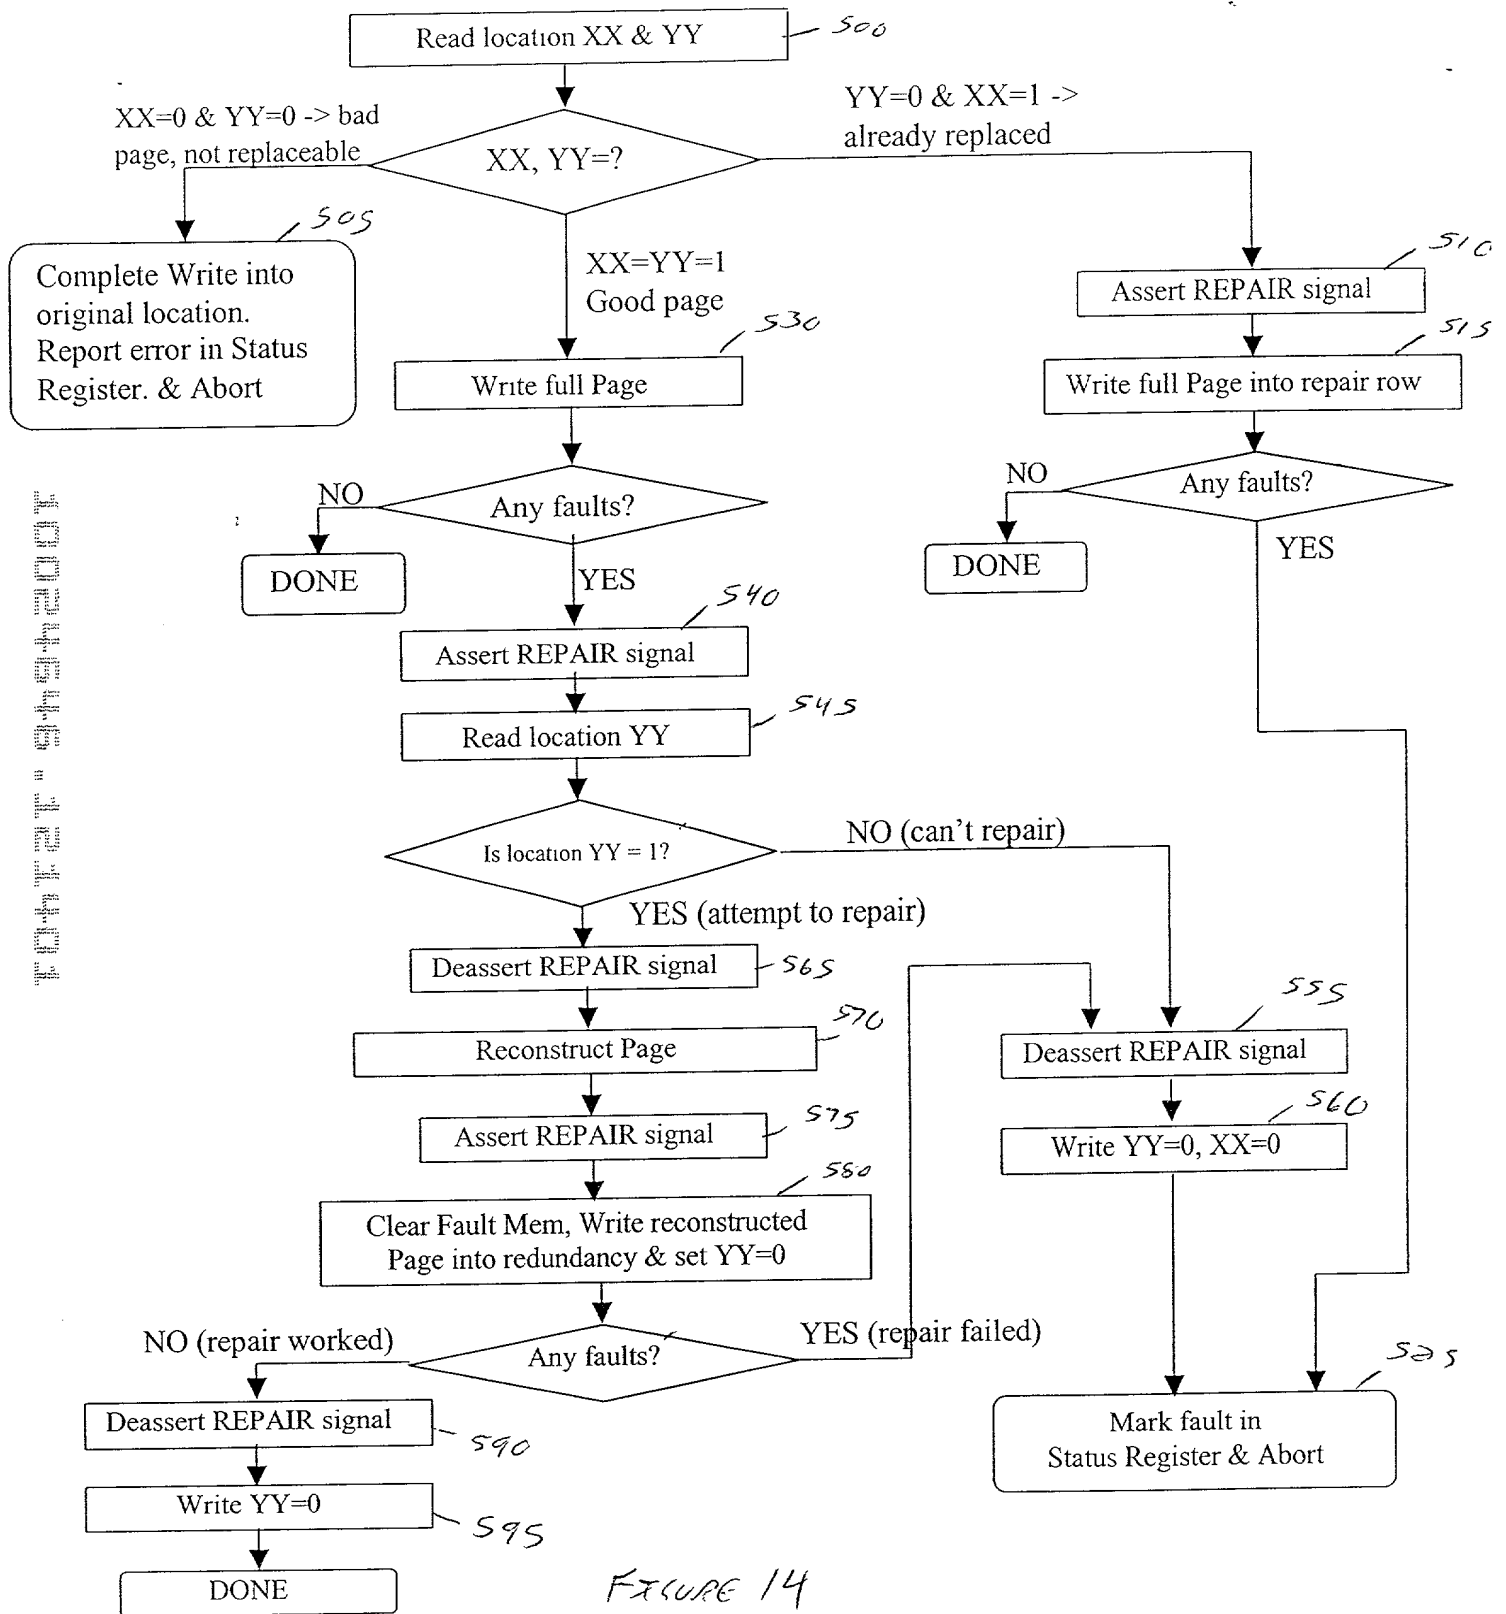 Read location XX & YY
500
XX=0 & YY=0 -> bad
page, not replaceable
XX, YY=?
YY=0 & XX=1 ->
already replaced
505
Complete Write into
original location.
Report error in Status
Register. & Abort
XX=YY=1
Good page
510
Assert REPAIR signal
515
Write full Page into repair row
530
Write full Page
NO
Any faults?
DONE
YES
NO
Any faults?
DONE
YES
540
Assert REPAIR signal
545
Read location YY
Is location YY = 1?
NO (can't repair)
YES (attempt to repair)
Deassert REPAIR signal
565
570
Reconstruct Page
575
Assert REPAIR signal
580
Clear Fault Mem, Write reconstructed
Page into redundancy & set YY=0
555
Deassert REPAIR signal
560
Write YY=0, XX=0
NO (repair worked)
Any faults?
YES (repair failed)
525
Mark fault in
Status Register & Abort
Deassert REPAIR signal
590
Write YY=0
595
DONE
FIGURE 14
10024646.121401